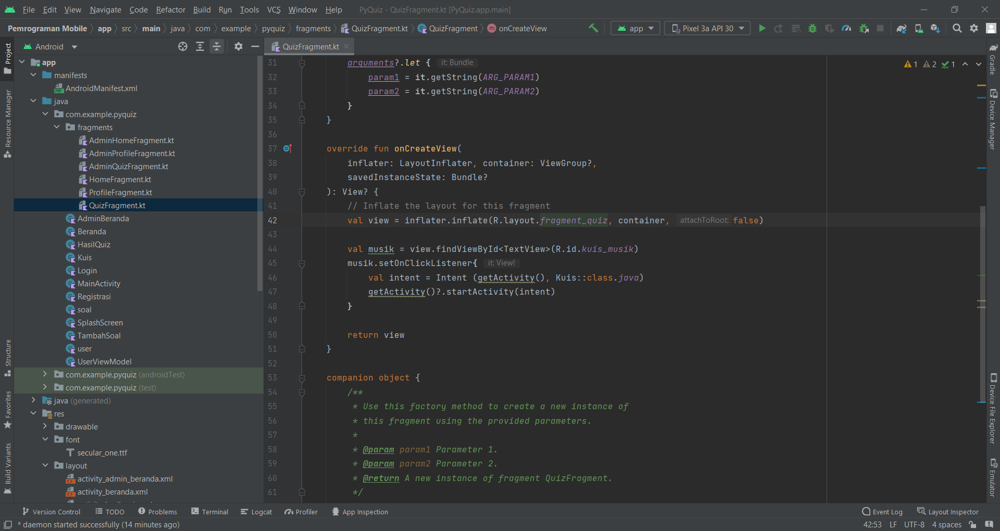 File Edit View Navigate Code Refactor Build Run Tools VCS Window Help PyQuiz - QuizFragment.kt [PyQuiz.app.main]
Pemrograman Mobile app src main java com example pyquiz fragments QuizFragment.kt QuizFragment m onCreateView app Pixel 3a API 30
Project
Resource Manager
Structure
Favorites
Build Variants
Android
app
manifests
AndroidManifest.xml
java
com.example.pyquiz
fragments
AdminHomeFragment.kt
AdminProfileFragment.kt
AdminQuizFragment.kt
HomeFragment.kt
ProfileFragment.kt
QuizFragment.kt
AdminBeranda
Beranda
HasilQuiz
Kuis
Login
MainActivity
Registrasi
soal
SplashScreen
TambahSoal
user
UserViewModel
com.example.pyquiz (androidTest)
com.example.pyquiz (test)
java (generated)
res
drawable
font
secular_one.ttf
layout
activity_admin_beranda.xml
activity_beranda.xml
QuizFragment.kt
1 2 1
31 arguments?.let { it: Bundle
32 param1 = it.getString(ARG_PARAM1)
33 param2 = it.getString(ARG_PARAM2)
34 }
35 }
36
37 override fun onCreateView(
38 inflater: LayoutInflater, container: ViewGroup?,
39 savedInstanceState: Bundle?
40 ): View? {
41 // Inflate the layout for this fragment
42 val view = inflater.inflate(R.layout.fragment_quiz, container, attachToRoot: false)
43
44 val musik = view.findViewById<TextView>(R.id.kuis_musik)
45 musik.setOnClickListener{ it: View!
46 val intent = Intent (getActivity(), Kuis::class.java)
47 getActivity()?.startActivity(intent)
48 }
49
50 return view
51 }
52
53 companion object {
54 /**
55 * Use this factory method to create a new instance of
56 * this fragment using the provided parameters.
57 *
58 * @param param1 Parameter 1.
59 * @param param2 Parameter 2.
60 * @return A new instance of fragment QuizFragment.
61 */
Gradle
Device Manager
Device File Explorer
Emulator
Version Control TODO Problems Terminal Logcat Profiler App Inspection Event Log Layout Inspector
* daemon started successfully (14 minutes ago) 42:53 LF UTF-8 4 spaces